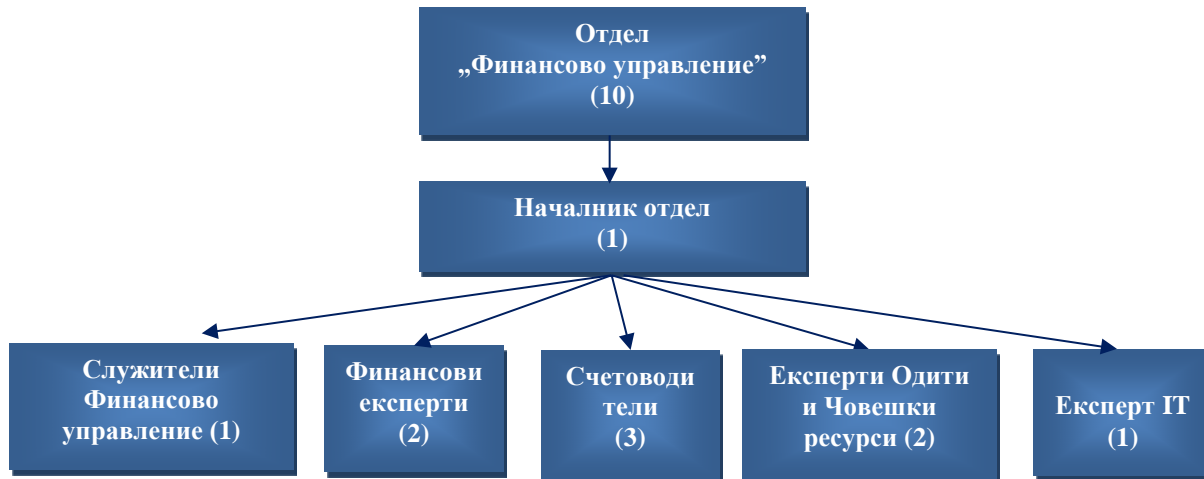 Отдел
„Финансово управление”
(10)
Началник отдел
(1)
Служители
Финансово
управление (1)
Финансови
експерти
(2)
Счетоводи
тели
(3)
Експерти Одити
и Човешки
ресурси (2)
Експерт IT
(1)